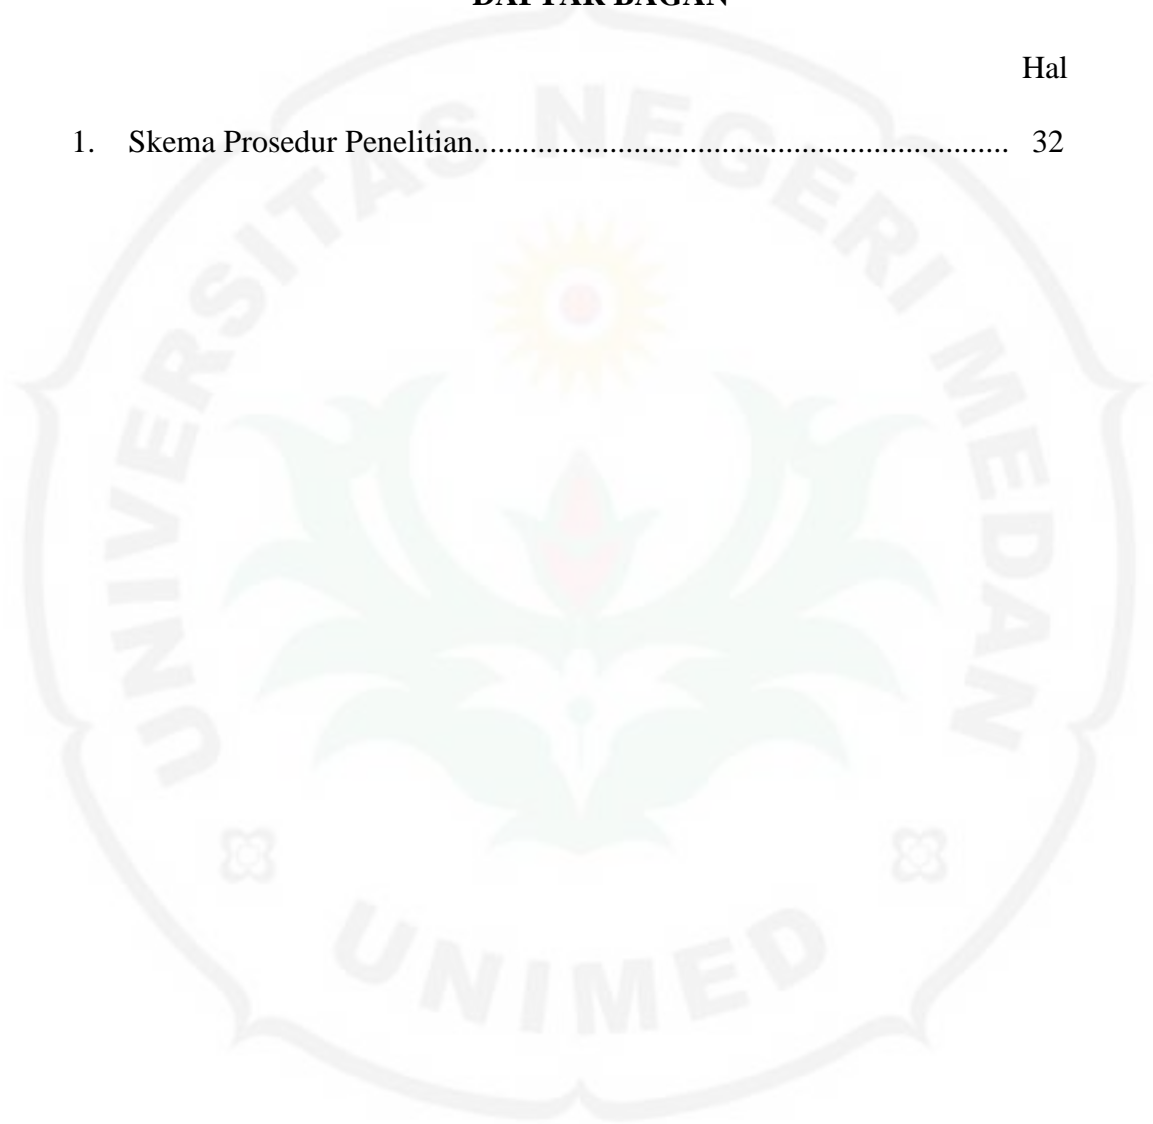 DAFTAR BAGAN
Hal
1. Skema Prosedur Penelitian................................................................ 32
UNIVERSITAS NEGERI MEDAN
UNIMED